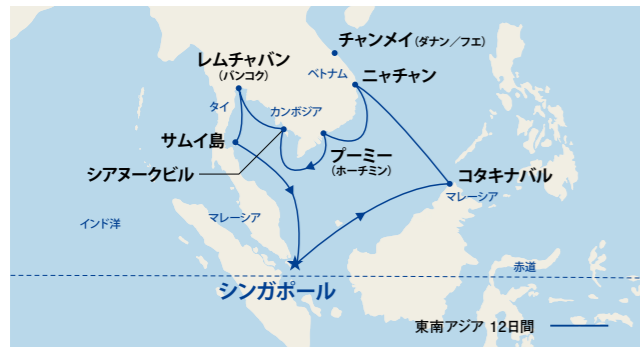 チャンメイ(ダナン／フエ)
レムチャバン
(バンコク)
ベトナム
ニャチャン
タイ
カンボジア
サムイ島
プーミー
(ホーチミン)
シアヌークビル
コタキナバル
マレーシア
マレーシア
インド洋
赤道
シンガポール
東南アジア 12日間